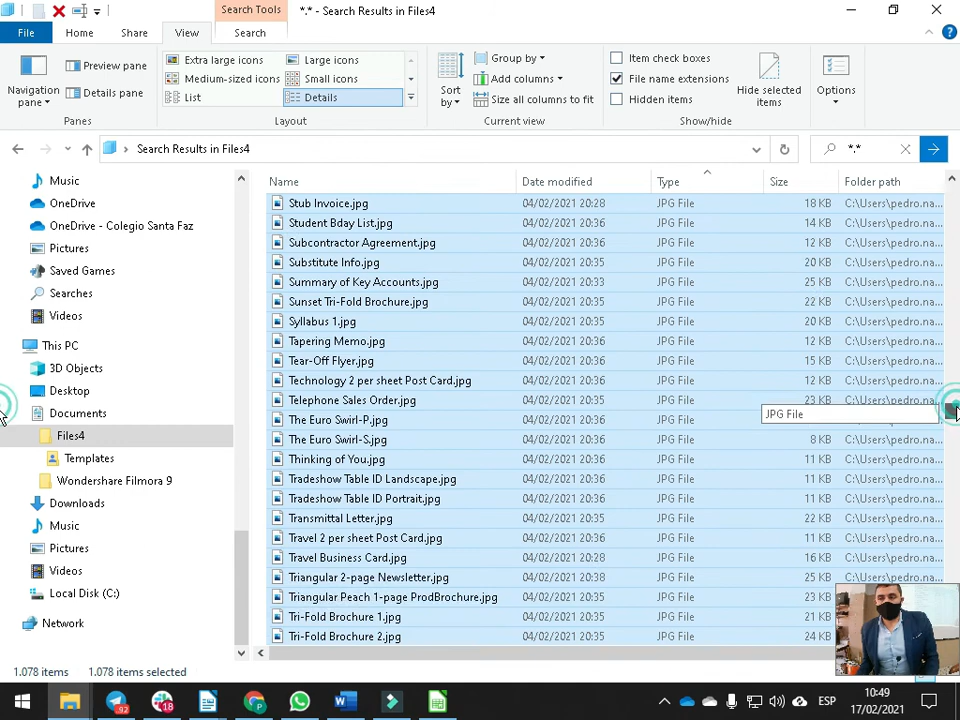 Search Tools
*.* - Search Results in Files4
File
Home
Share
View
Search
Navigation pane
Preview pane
Details pane
Panes
Extra large icons
Large icons
Medium-sized icons
Small icons
List
Details
Layout
Sort by
Group by
Add columns
Size all columns to fit
Current view
Item check boxes
File name extensions
Hidden items
Hide selected items
Show/hide
Options
Search Results in Files4
*.*
Music
OneDrive
OneDrive - Colegio Santa Faz
Pictures
Saved Games
Searches
Videos
This PC
3D Objects
Desktop
Documents
Files4
Templates
Wondershare Filmora 9
Downloads
Music
Pictures
Videos
Local Disk (C:)
Network
Name Date modified Type Size Folder path
Stub Invoice.jpg 04/02/2021 20:28 JPG File 18 KB C:\Users\pedro.na...
Student Bday List.jpg 04/02/2021 20:36 JPG File 14 KB C:\Users\pedro.na...
Subcontractor Agreement.jpg 04/02/2021 20:36 JPG File 12 KB C:\Users\pedro.na...
Substitute Info.jpg 04/02/2021 20:36 JPG File 20 KB C:\Users\pedro.na...
Summary of Key Accounts.jpg 04/02/2021 20:33 JPG File 25 KB C:\Users\pedro.na...
Sunset Tri-Fold Brochure.jpg 04/02/2021 20:35 JPG File 22 KB C:\Users\pedro.na...
Syllabus 1.jpg 04/02/2021 20:35 JPG File 20 KB C:\Users\pedro.na...
Tapering Memo.jpg 04/02/2021 20:35 JPG File 12 KB C:\Users\pedro.na...
Tear-Off Flyer.jpg 04/02/2021 20:35 JPG File 15 KB C:\Users\pedro.na...
Technology 2 per sheet Post Card.jpg 04/02/2021 20:36 JPG File 12 KB C:\Users\pedro.na...
Telephone Sales Order.jpg 04/02/2021 20:35 JPG File 23 KB C:\Users\pedro.na...
The Euro Swirl-P.jpg 04/02/2021 20:36 JPG File
JPG File
The Euro Swirl-S.jpg 04/02/2021 20:36 JPG File 8 KB C:\Users\pedro.na...
Thinking of You.jpg 04/02/2021 20:36 JPG File 11 KB C:\Users\pedro.na...
Tradeshow Table ID Landscape.jpg 04/02/2021 20:36 JPG File 11 KB C:\Users\pedro.na...
Tradeshow Table ID Portrait.jpg 04/02/2021 20:36 JPG File 11 KB C:\Users\pedro.na...
Transmittal Letter.jpg 04/02/2021 20:35 JPG File 22 KB C:\Users\pedro.na...
Travel 2 per sheet Post Card.jpg 04/02/2021 20:36 JPG File 11 KB C:\Users\pedro.na...
Travel Business Card.jpg 04/02/2021 20:28 JPG File 16 KB C:\Users\pedro.na...
Triangular 2-page Newsletter.jpg 04/02/2021 20:38 JPG File 25 KB C:\Users\pedro.na...
Triangular Peach 1-page ProdBrochure.jpg 04/02/2021 20:35 JPG File 23 KB
Tri-Fold Brochure 1.jpg 04/02/2021 20:35 JPG File 21 KB
Tri-Fold Brochure 2.jpg 04/02/2021 20:35 JPG File 24 KB
1.078 items 1.078 items selected
92
18
ESP
10:49
17/02/2021